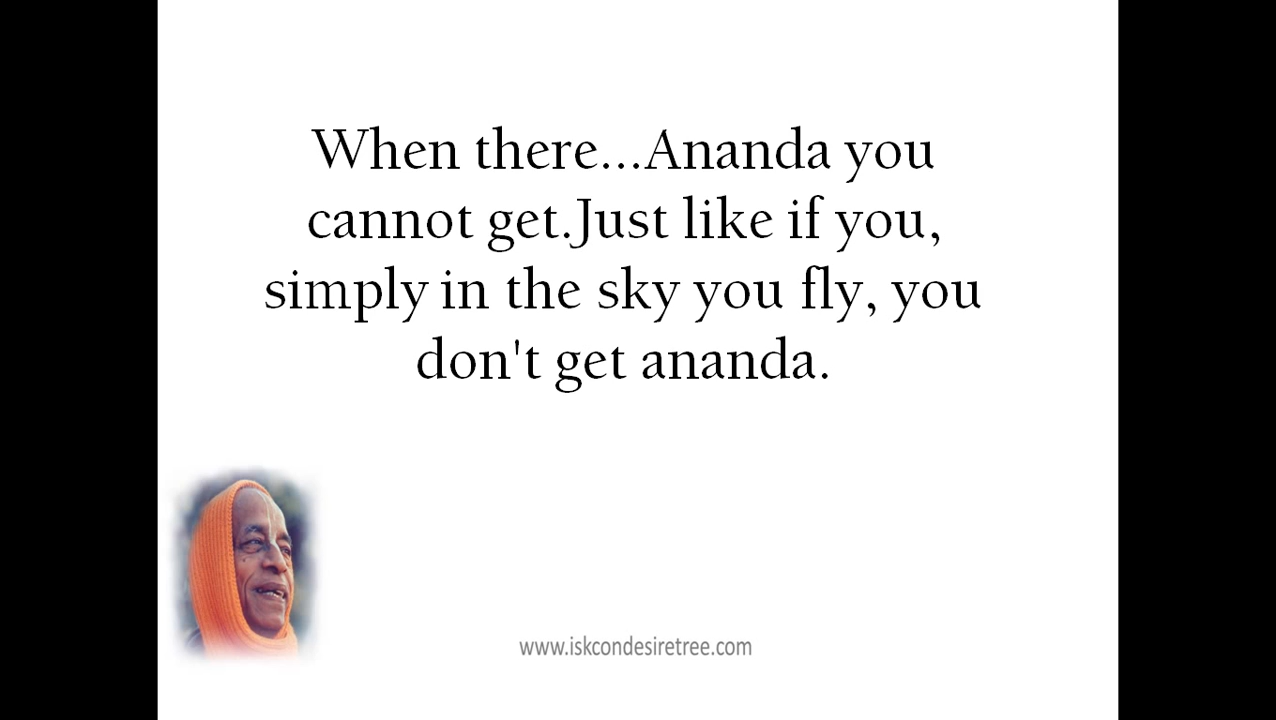 When there...Ananda you
cannot get.Just like if you,
simply in the sky you fly, you
don't get ananda.
www.iskcondesiretree.com